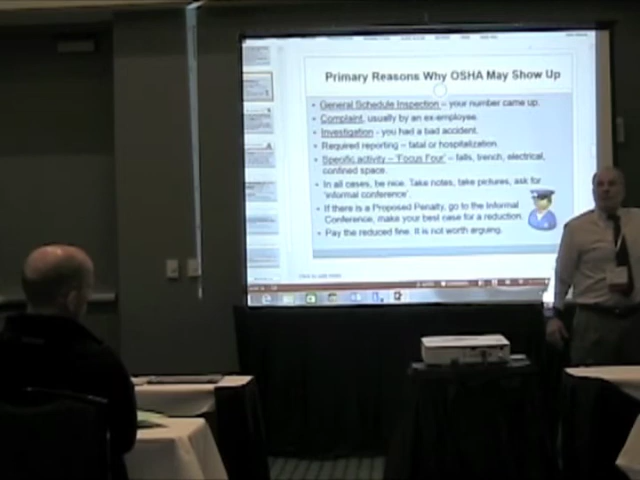 Primary Reasons Why OSHA May Show Up
General Schedule Inspection – your number came up.
Complaint, usually by an ex-employee.
Investigation - you had a bad accident.
Required reporting – fatal or hospitalization.
Specific activity – 'Focus Four' – falls, trench, electrical,
confined space.
In all cases, be nice. Take notes, take pictures, ask for
'informal conference'.
If there is a Proposed Penalty, go to the Informal
Conference, make your best case for a reduction.
Pay the reduced fine. It is not worth arguing.
Click to add notes